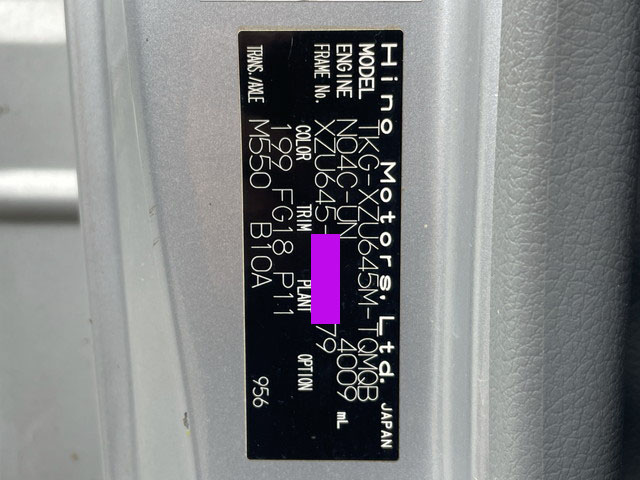 Hino Motors, Ltd. JAPAN
MODEL TKG-XZU645M-TQMQB
ENGINE N04C-UN 4009 mL
FRAME No. XZU645- 79
COLOR TRIM PLANT OPTION
199 FG18 P11
TRANS./AXLE M550 B10A 956